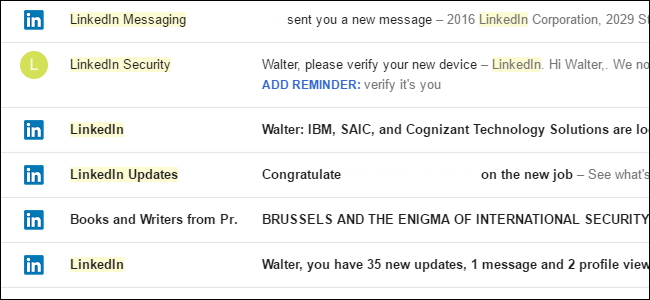 in LinkedIn Messaging sent you a new message – 2016 LinkedIn Corporation, 2029 St
L LinkedIn Security Walter, please verify your new device – LinkedIn. Hi Walter,. We no
ADD REMINDER: verify it's you
in LinkedIn Walter: IBM, SAIC, and Cognizant Technology Solutions are lo
in LinkedIn Updates Congratulate on the new job – See what's
in Books and Writers from Pr. BRUSSELS AND THE ENIGMA OF INTERNATIONAL SECURITY
in LinkedIn Walter, you have 35 new updates, 1 message and 2 profile view